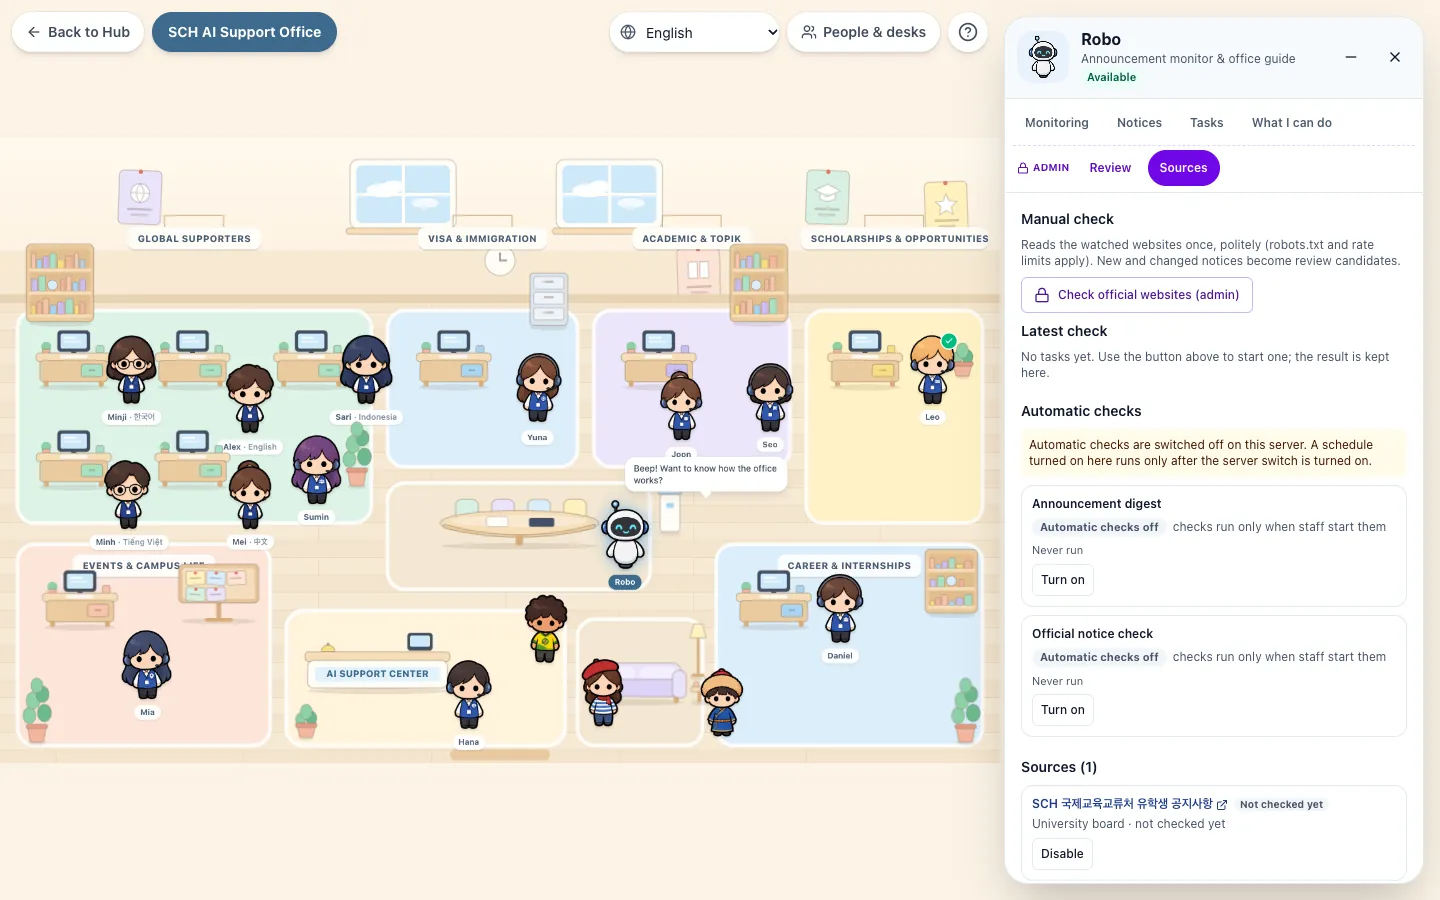 Back to Hub
SCH AI Support Office
English
People & desks
GLOBAL SUPPORTERS
VISA & IMMIGRATION
ACADEMIC & TOPIK
SCHOLARSHIPS & OPPORTUNITIES
Minji · 한국어
Alex · English
Sari · Indonesia
Yuna
Joon
Seo
Leo
Beep! Want to know how the office
works?
Minh · Tiếng Việt
Mei · 中文
Sumin
Robo
EVENTS & CAMPUS LIFE
CAREER & INTERNSHIPS
Daniel
AI SUPPORT CENTER
Mia
Hana
Robo
Announcement monitor & office guide
Available
Monitoring
Notices
Tasks
What I can do
ADMIN
Review
Sources
Manual check
Reads the watched websites once, politely (robots.txt and rate
limits apply). New and changed notices become review candidates.
Check official websites (admin)
Latest check
No tasks yet. Use the button above to start one; the result is kept
here.
Automatic checks
Automatic checks are switched off on this server. A schedule
turned on here runs only after the server switch is turned on.
Announcement digest
Automatic checks off checks run only when staff start them
Never run
Turn on
Official notice check
Automatic checks off checks run only when staff start them
Never run
Turn on
Sources (1)
SCH 국제교육교류처 유학생 공지사항 Not checked yet
University board · not checked yet
Disable